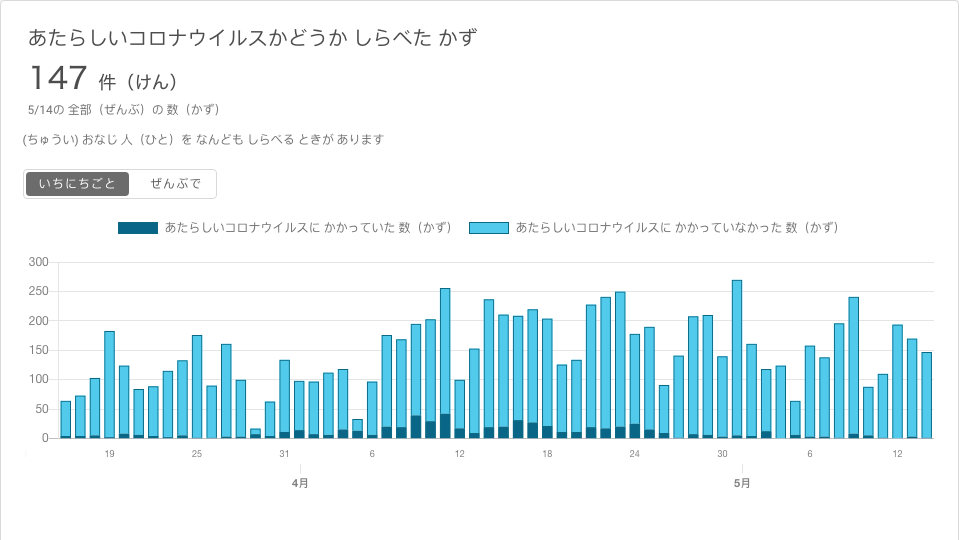 あたらしいコロナウイルスかどうか しらべた かず
147 件（けん）
5/14の 全部（ぜんぶ）の 数（かず）
(ちゅうい) おなじ 人（ひと）を なんども しらべる ときが あります
いちにちごと ぜんぶで
あたらしいコロナウイルスに かかっていた 数（かず） あたらしいコロナウイルスに かかっていなかった 数（かず）
300
250
200
150
100
50
0
19 25 31 6 12 18 24 30 6 12
4月 5月